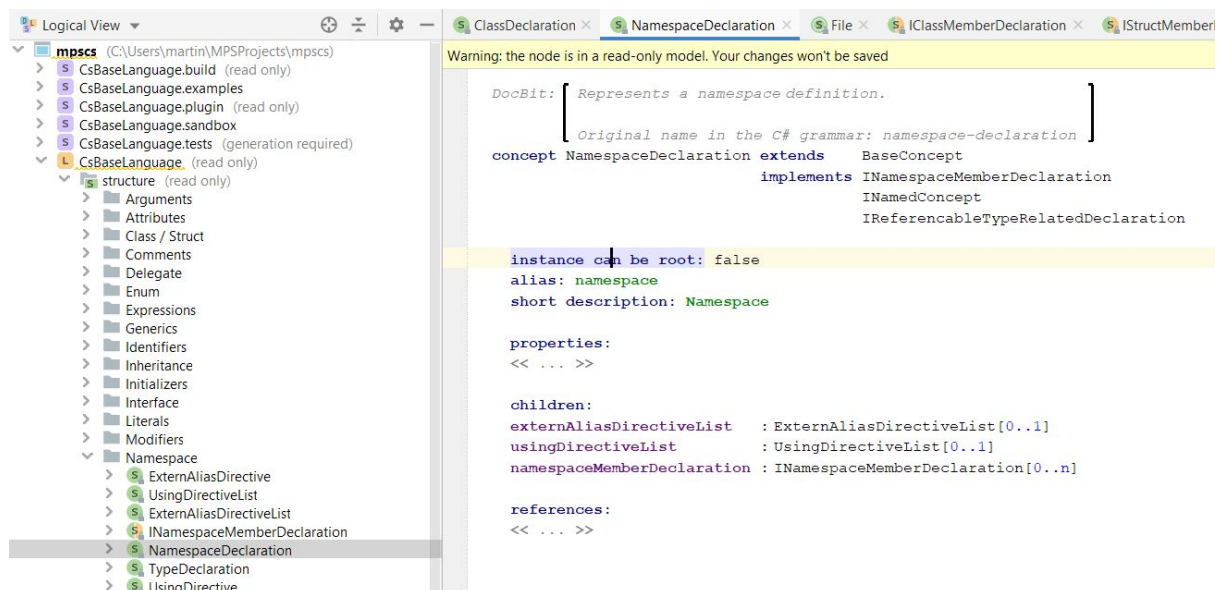 Logical View
mpscs (C:\Users\martin\MPSProjects\mpscs)
CsBaseLanguage.build (read only)
CsBaseLanguage.examples
CsBaseLanguage.plugin (read only)
CsBaseLanguage.sandbox
CsBaseLanguage.tests (generation required)
CsBaseLanguage (read only)
structure (read only)
Arguments
Attributes
Class / Struct
Comments
Delegate
Enum
Expressions
Generics
Identifiers
Inheritance
Initializers
Interface
Literals
Modifiers
Namespace
ExternAliasDirective
UsingDirectiveList
ExternAliasDirectiveList
INamespaceMemberDeclaration
NamespaceDeclaration
TypeDeclaration
UsingDirective
ClassDeclaration NamespaceDeclaration File IClassMemberDeclaration IStructMember
Warning: the node is in a read-only model. Your changes won't be saved
DocBit: Represents a namespace definition.
Original name in the C# grammar: namespace-declaration
concept NamespaceDeclaration extends BaseConcept
implements INamespaceMemberDeclaration
INamedConcept
IReferencableTypeRelatedDeclaration
instance can be root: false
alias: namespace
short description: Namespace
properties:
<< ... >>
children:
externAliasDirectiveList : ExternAliasDirectiveList[0..1]
usingDirectiveList : UsingDirectiveList[0..1]
namespaceMemberDeclaration : INamespaceMemberDeclaration[0..n]
references:
<< ... >>